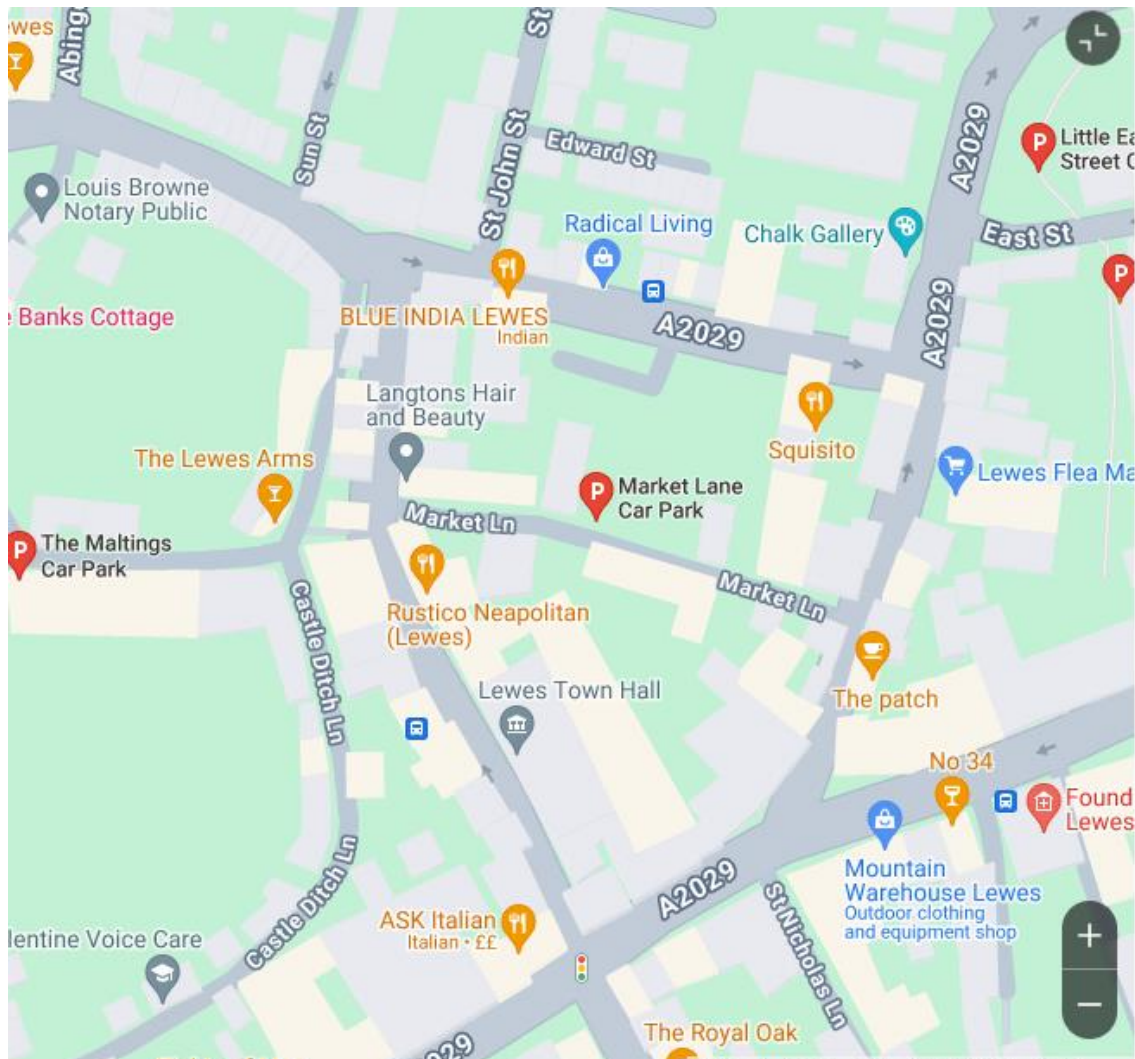 ewes
Abing
St
Sun St
St John St
Edward St
A2029
P
Little Ea
Street C
Louis Browne
Notary Public
Radical Living
Chalk Gallery
East St
P
e Banks Cottage
BLUE INDIA LEWES
Indian
A2029
A2029
Langtons Hair
and Beauty
Squisito
The Lewes Arms
Lewes Flea Ma
P
Market Lane
Car Park
Market Ln
P
The Maltings
Car Park
Market Ln
Rustico Neapolitan
(Lewes)
Castle Ditch Ln
Lewes Town Hall
The patch
No 34
Found
Lewes
Mountain
Warehouse Lewes
Outdoor clothing
and equipment shop
A2029
St Nicholas Ln
Castle Ditch Ln
ASK Italian
Italian • ££
lentine Voice Care
The Royal Oak
029